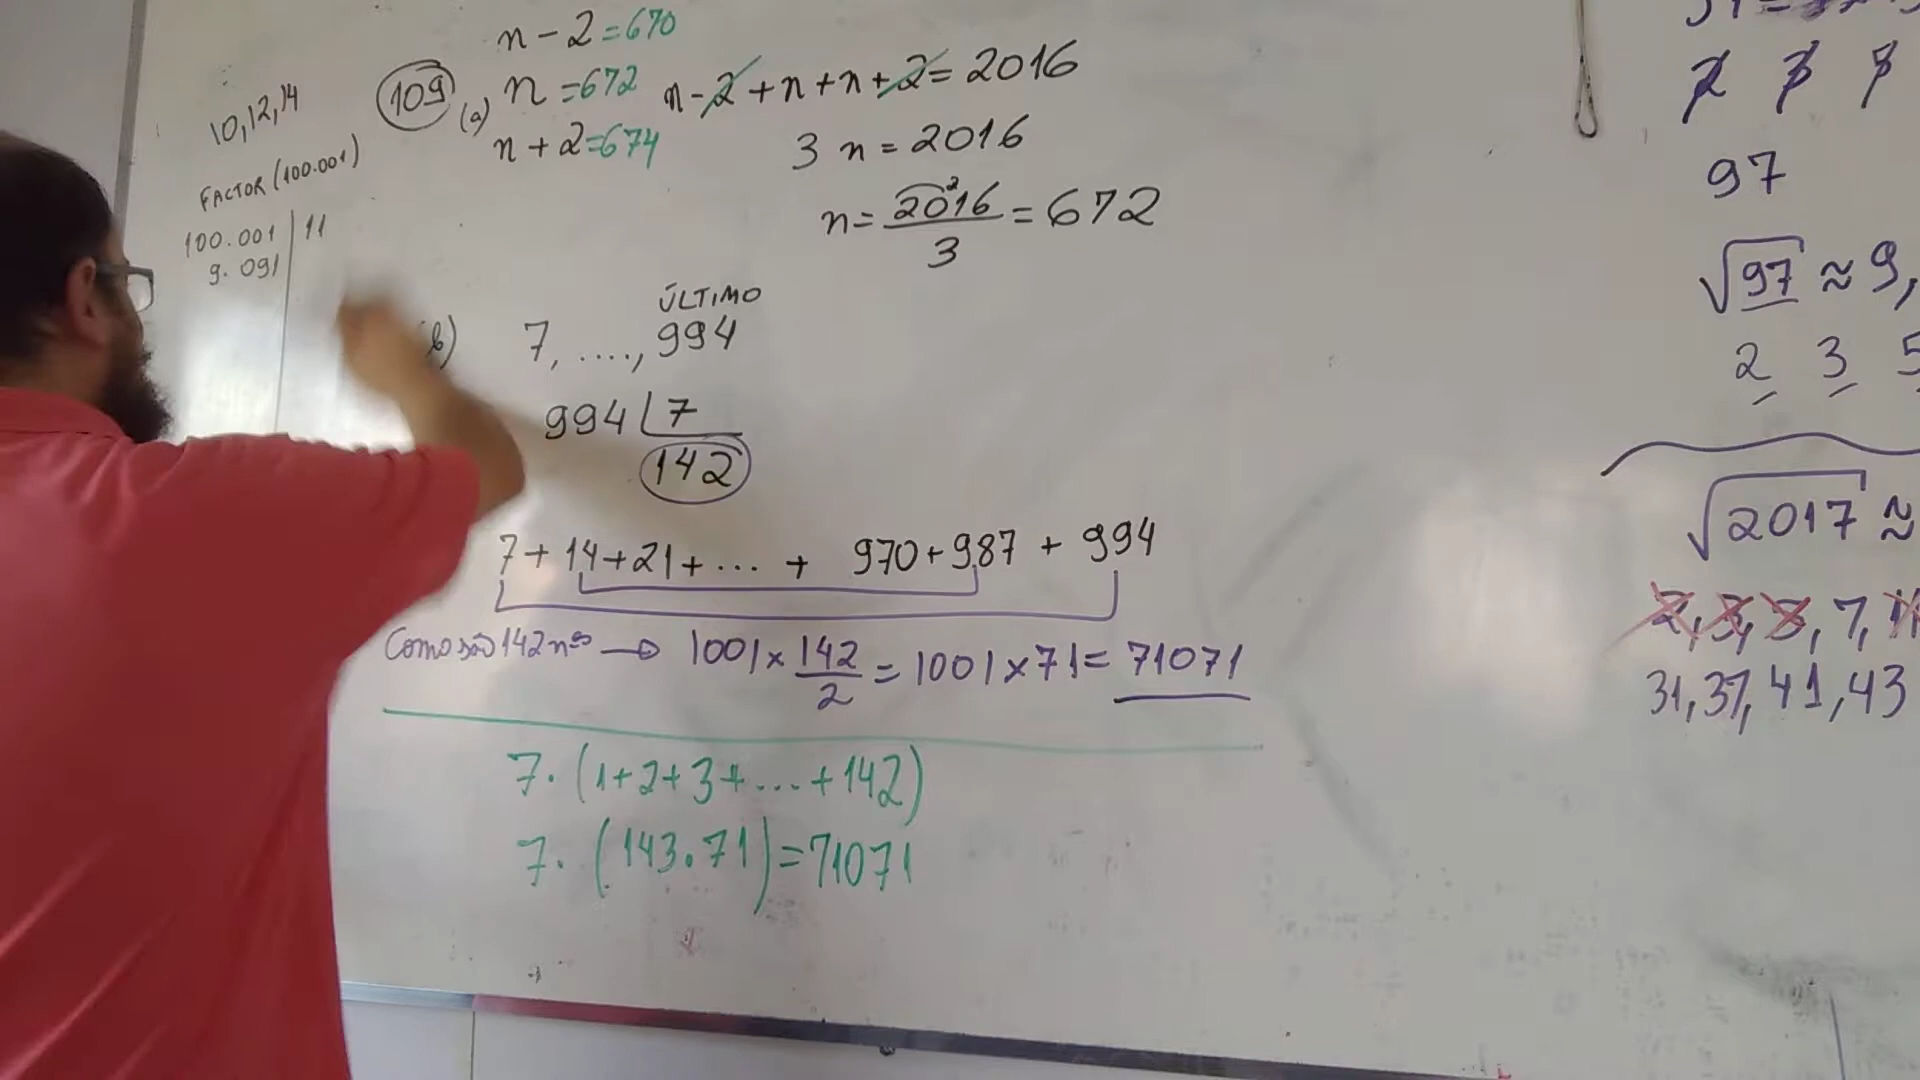 10, 12, 14
FACTOR (100.001)
100.001 | 11
9.091
109 (a)
n - 2 = 670
n = 672
n + 2 = 674
n - 2 + n + n + 2 = 2016
3 n = 2016
n = 2016 / 3 = 672
b)
ÚLTIMO
7, ...., 994
994 | 7
142
7 + 14 + 21 + ... + 970 + 987 + 994
Como são 142 nos → 1001 x 142 / 2 = 1001 x 71 = 71071
7. (1 + 2 + 3 + ... + 142)
7. (143.71) = 71071
97
√97 ≈ 9,
2 3 5
√2017 ≈
2, 3, 5, 7, 11
31, 37, 41, 43